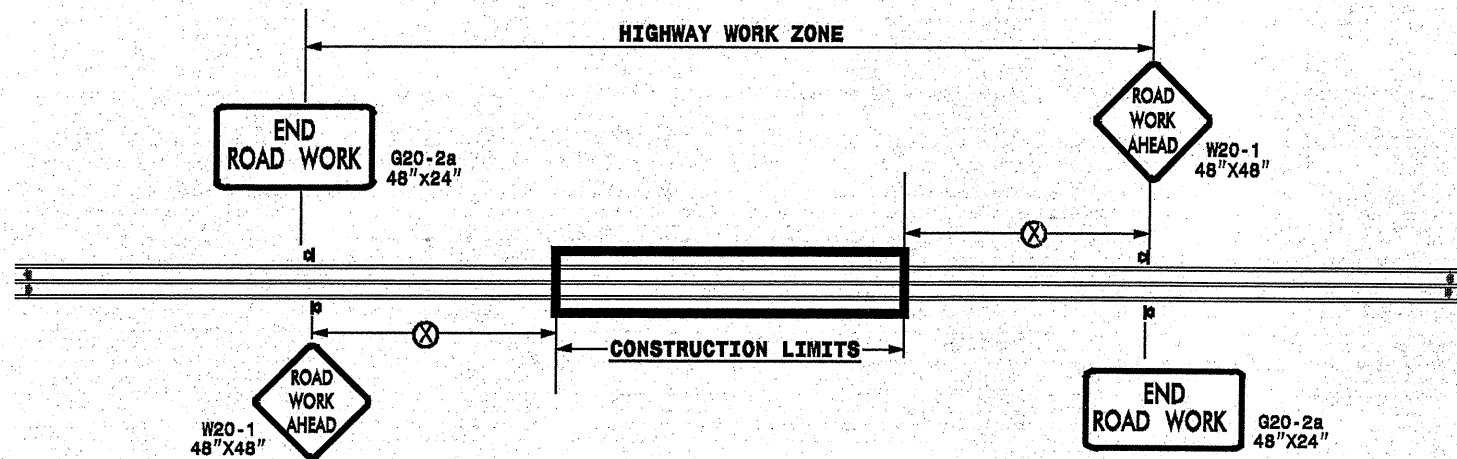 HIGHWAY WORK ZONE
END
ROAD WORK
G20-2a
48"X24"
ROAD
WORK
AHEAD
W20-1
48"X48"
X
X
CONSTRUCTION LIMITS
ROAD
WORK
AHEAD
W20-1
48"X48"
END
ROAD WORK
G20-2a
48"X24"